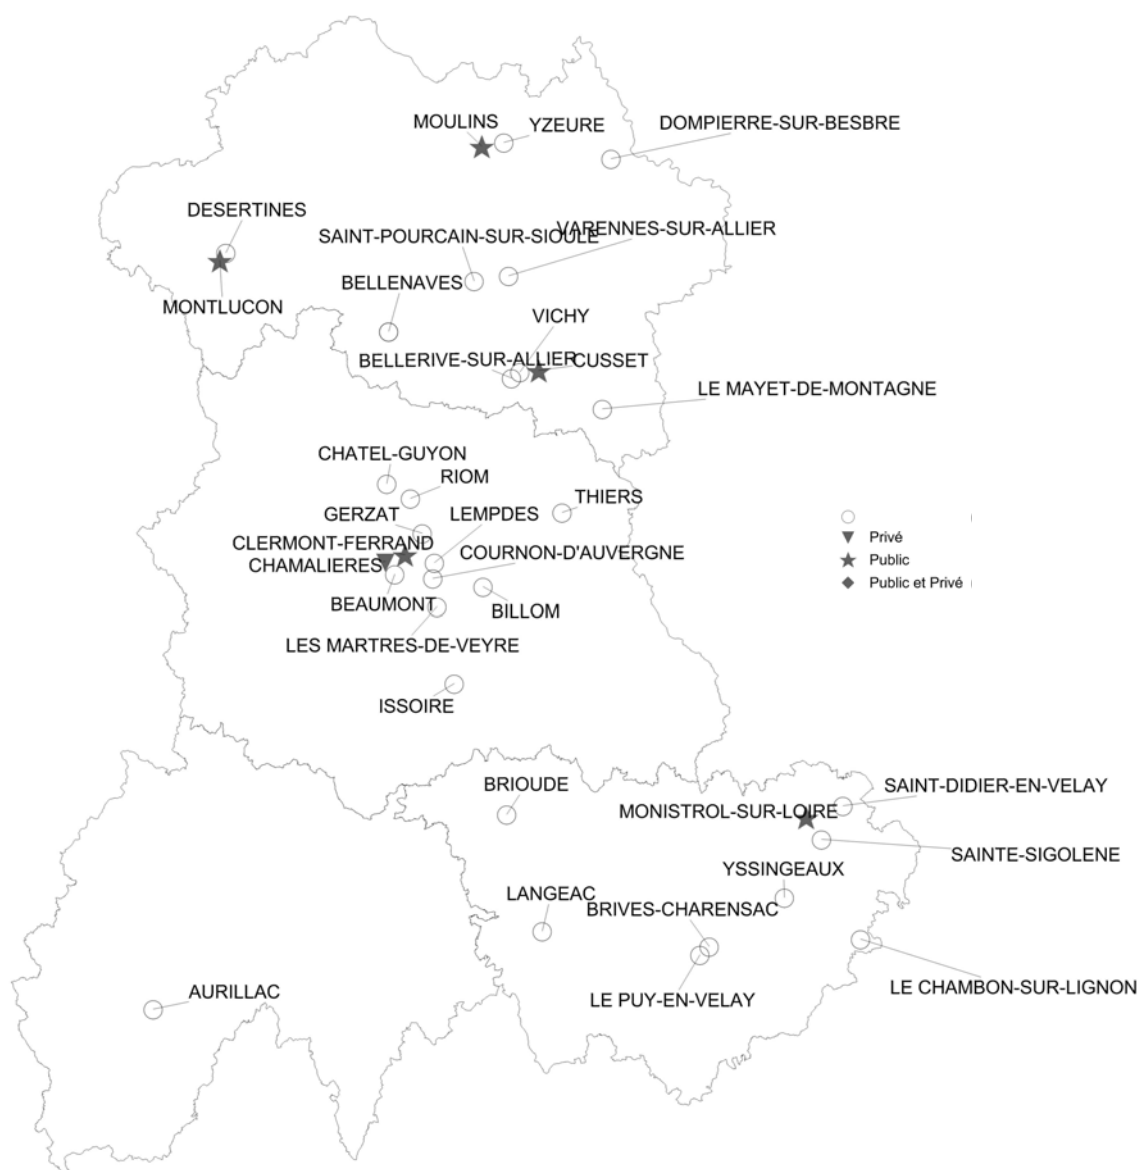 MOULINS
YZEURE
DOMPIERRE-SUR-BESBRE
DESERTINES
VARENNES-SUR-ALLIER
SAINT-POURCAIN-SUR-SIOULE
BELLENAVES
MONTLUCON
VICHY
BELLERIVE-SUR-ALLIER
CUSSET
LE MAYET-DE-MONTAGNE
CHATEL-GUYON
RIOM
THIERS
GERZAT
LEMPDES
CLERMONT-FERRAND
COURNON-D'AUVERGNE
CHAMALIERES
Privé
Public
Public et Privé
BEAUMONT
BILLOM
LES MARTRES-DE-VEYRE
ISSOIRE
BRIOUDE
SAINT-DIDIER-EN-VELAY
MONISTROL-SUR-LOIRE
SAINTE-SIGOLENE
YSSINGEAUX
LANGEAC
BRIVES-CHARENSAC
LE CHAMBON-SUR-LIGNON
AURILLAC
LE PUY-EN-VELAY